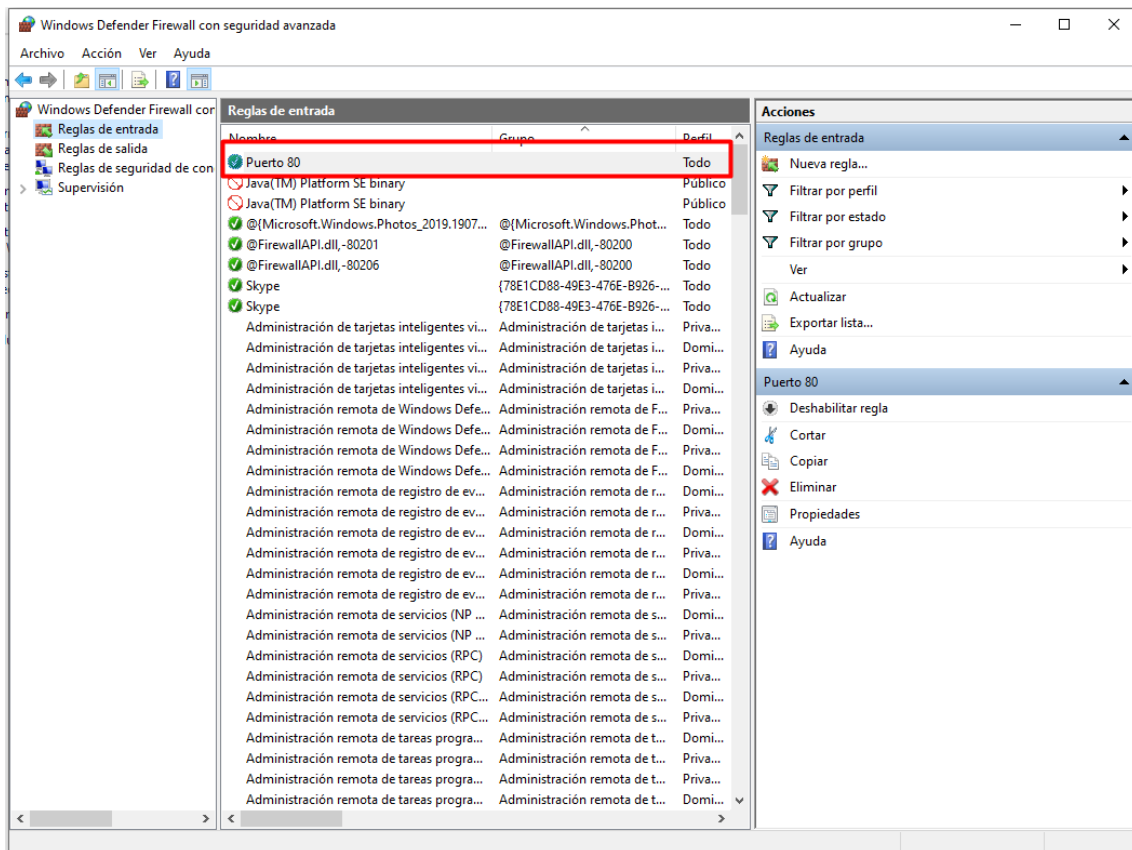 Windows Defender Firewall con seguridad avanzada
Archivo Acción Ver Ayuda
Windows Defender Firewall con
Reglas de entrada
Reglas de salida
Reglas de seguridad de con
Supervisión
Reglas de entrada
Nombre Grupo Perfil
Puerto 80 Todo
Java(TM) Platform SE binary Público
Java(TM) Platform SE binary Público
@{Microsoft.Windows.Photos_2019.1907... @{Microsoft.Windows.Phot... Todo
@FirewallAPI.dll,-80201 @FirewallAPI.dll,-80200 Todo
@FirewallAPI.dll,-80206 @FirewallAPI.dll,-80200 Todo
Skype {78E1CD88-49E3-476E-B926-... Todo
Skype {78E1CD88-49E3-476E-B926-... Todo
Administración de tarjetas inteligentes vi... Administración de tarjetas i... Priva...
Administración de tarjetas inteligentes vi... Administración de tarjetas i... Domi...
Administración de tarjetas inteligentes vi... Administración de tarjetas i... Priva...
Administración de tarjetas inteligentes vi... Administración de tarjetas i... Domi...
Administración remota de Windows Defe... Administración remota de F... Priva...
Administración remota de Windows Defe... Administración remota de F... Domi...
Administración remota de Windows Defe... Administración remota de F... Priva...
Administración remota de Windows Defe... Administración remota de F... Domi...
Administración remota de registro de ev... Administración remota de r... Domi...
Administración remota de registro de ev... Administración remota de r... Priva...
Administración remota de registro de ev... Administración remota de r... Domi...
Administración remota de registro de ev... Administración remota de r... Priva...
Administración remota de registro de ev... Administración remota de r... Domi...
Administración remota de registro de ev... Administración remota de r... Priva...
Administración remota de servicios (NP ... Administración remota de s... Domi...
Administración remota de servicios (NP ... Administración remota de s... Priva...
Administración remota de servicios (RPC) Administración remota de s... Domi...
Administración remota de servicios (RPC) Administración remota de s... Priva...
Administración remota de servicios (RPC... Administración remota de s... Domi...
Administración remota de servicios (RPC... Administración remota de s... Priva...
Administración remota de tareas progra... Administración remota de t... Domi...
Administración remota de tareas progra... Administración remota de t... Priva...
Administración remota de tareas progra... Administración remota de t... Priva...
Administración remota de tareas progra... Administración remota de t... Domi...
Acciones
Reglas de entrada
Nueva regla...
Filtrar por perfil
Filtrar por estado
Filtrar por grupo
Ver
Actualizar
Exportar lista...
Ayuda
Puerto 80
Deshabilitar regla
Cortar
Copiar
Eliminar
Propiedades
Ayuda